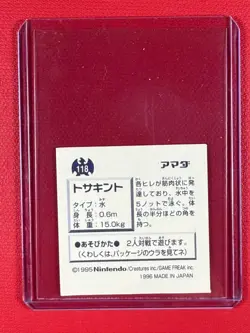 118
アマダ
トサキント
タイプ：水
身　長：0.6m
体　重：15.0kg
各ヒレが筋肉状に発
達しており、水中を
5ノットで泳ぐ。体
長の半分ほどの角を
持つ。
●あそびかた● 2人対戦で遊びます。
(くわしくは、パッケージのウラを見てネ)
©1995 Nintendo/Creatures inc./GAME FREAK inc.
1996 MADE IN JAPAN